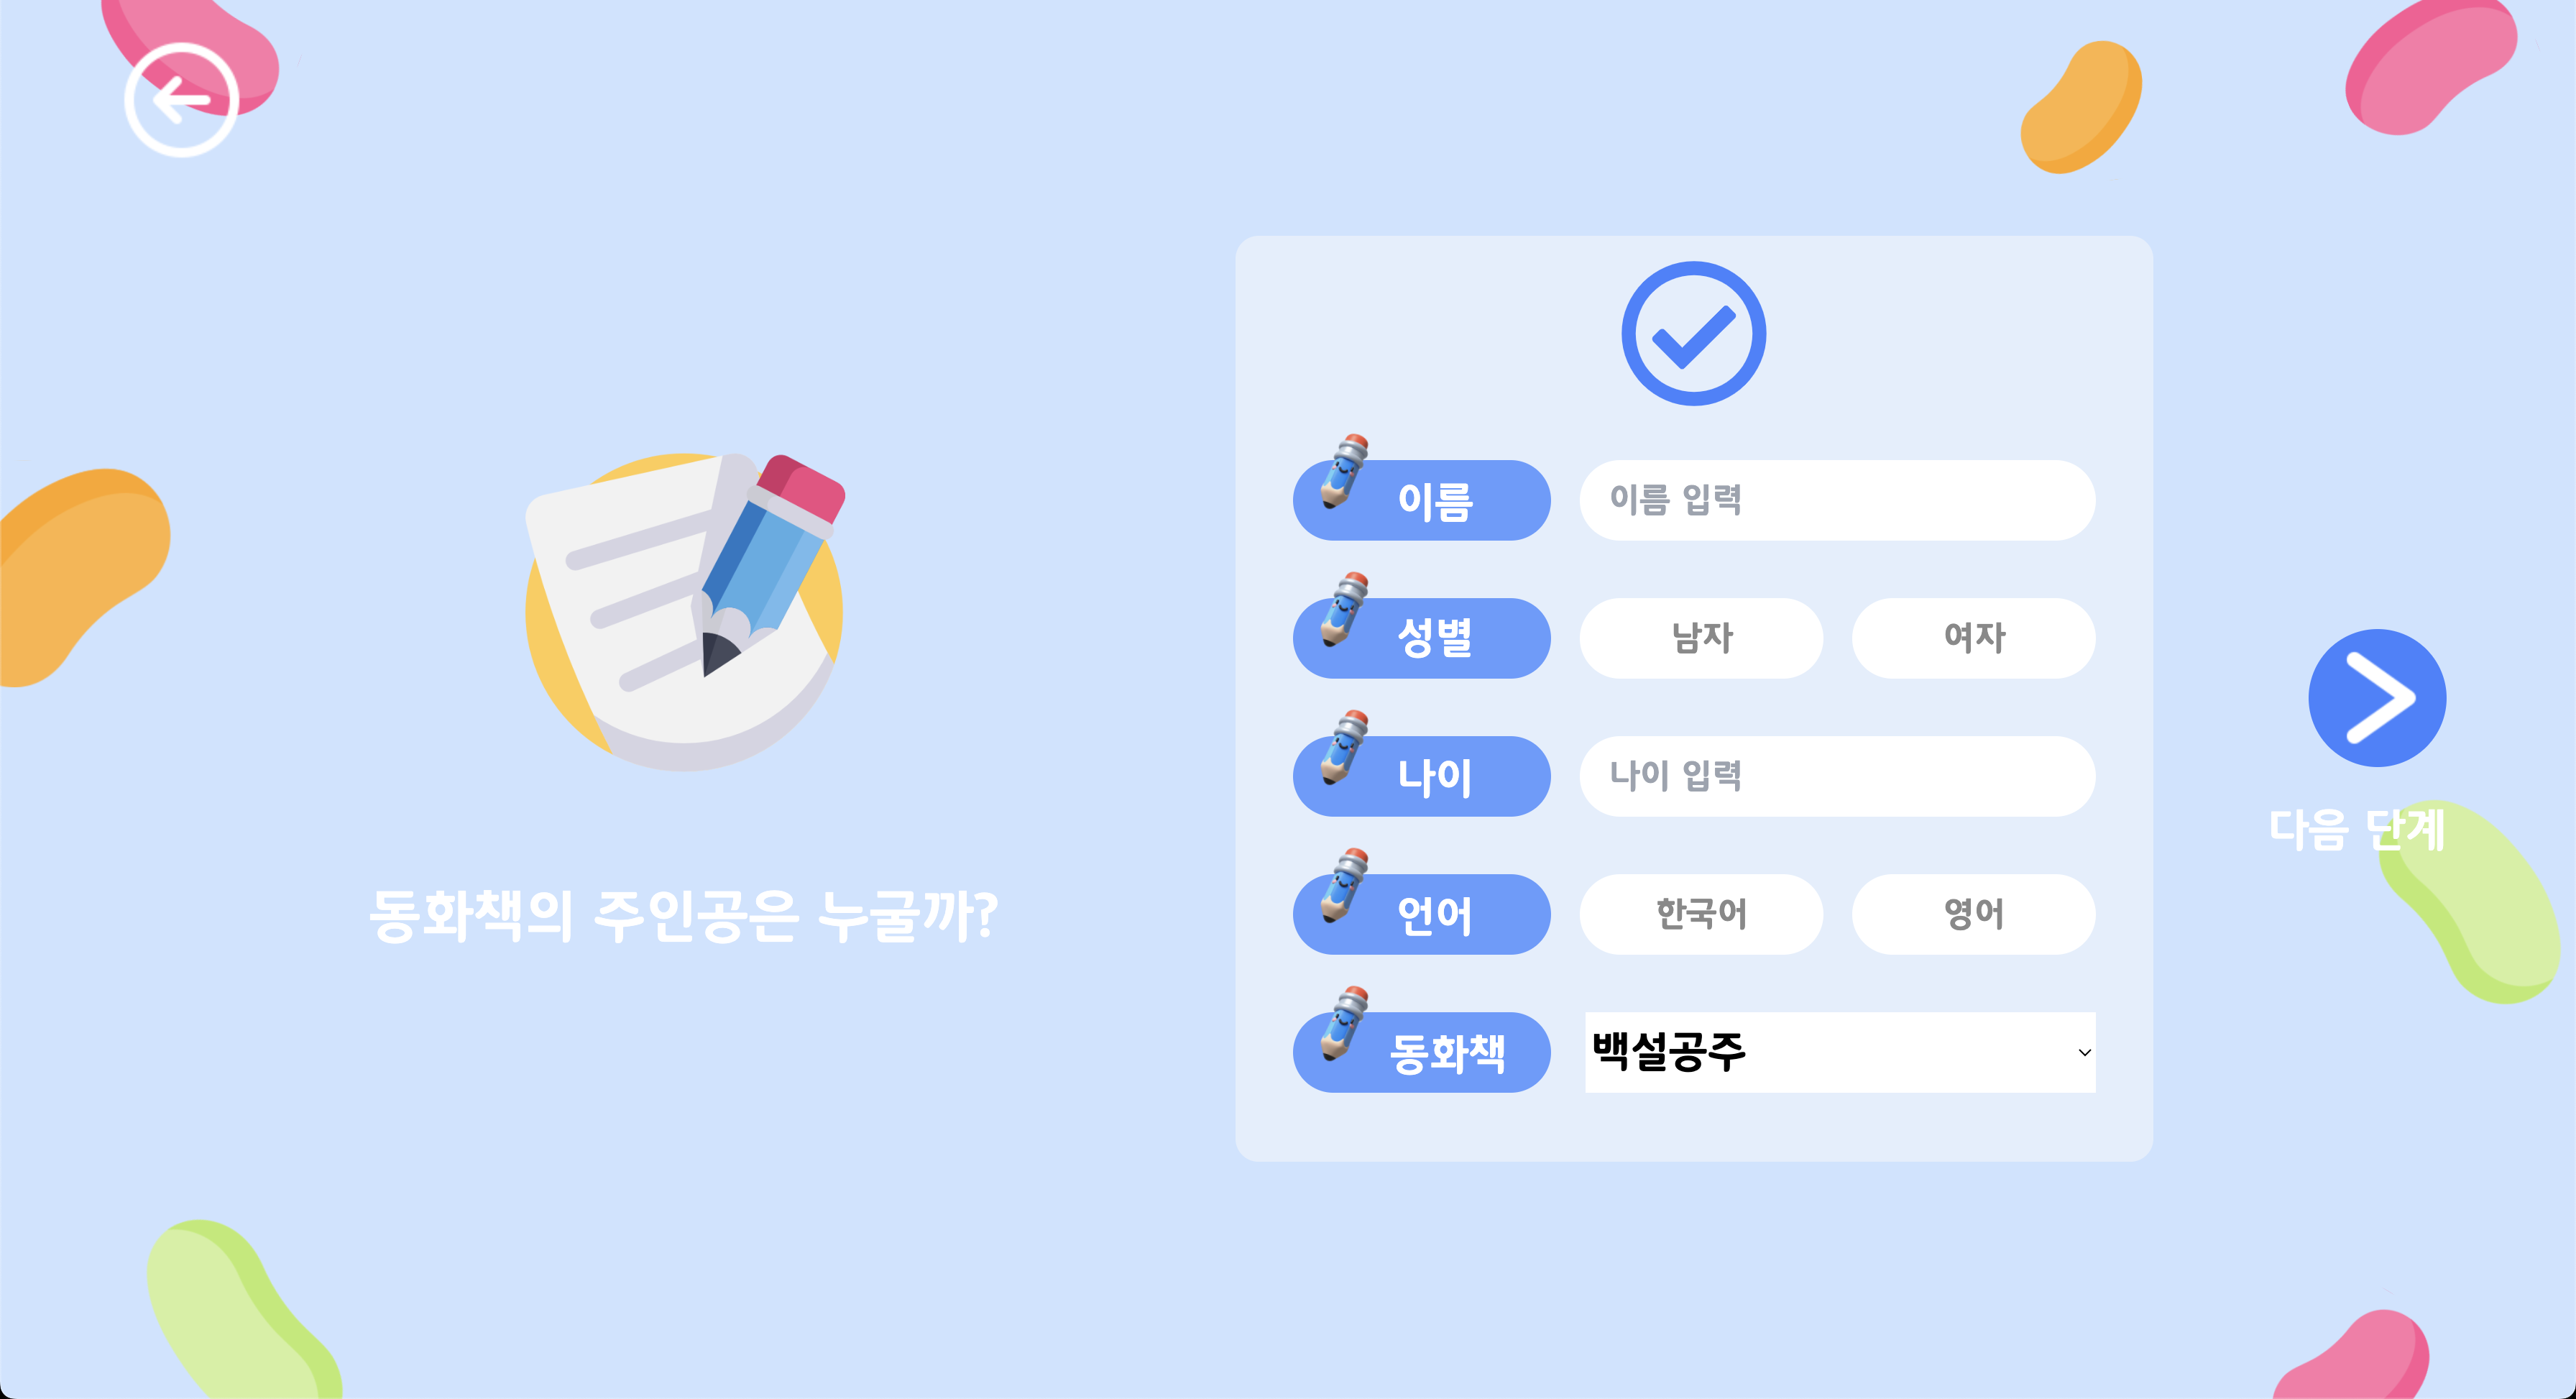 동화책의 주인공은 누굴까?
이름 이름 입력
성별 남자 여자
나이 나이 입력
언어 한국어 영어
동화책 백설공주
다음 단계